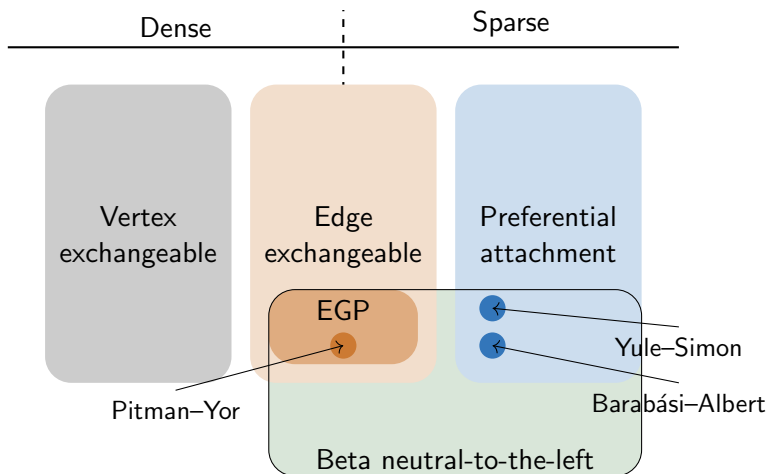 Dense
Sparse
Vertex
exchangeable
Edge
exchangeable
Preferential
attachment
EGP
Yule–Simon
Pitman–Yor
Barabási–Albert
Beta neutral-to-the-left